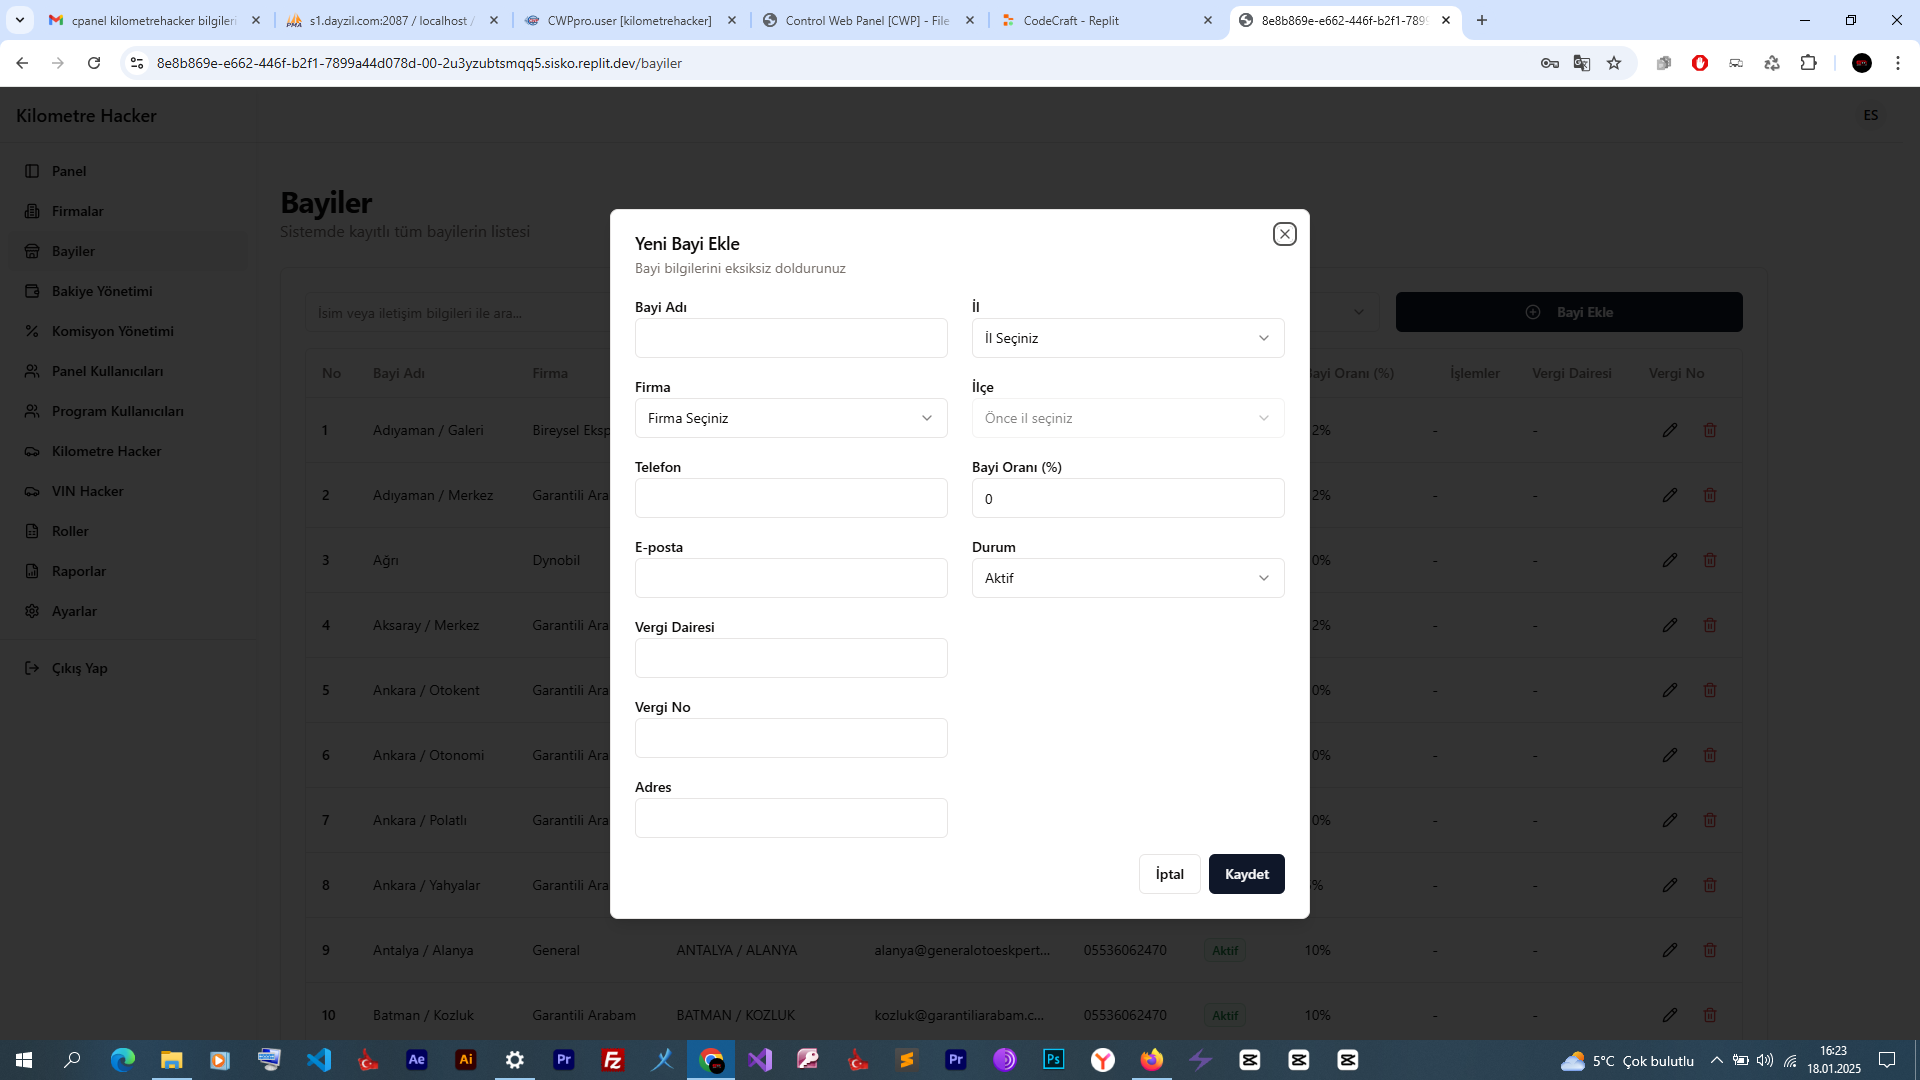 cpanel kilometrehacker bilgileri
s1.dayzil.com:2087 / localhost /
CWPpro.user [kilometrehacker]
Control Web Panel [CWP] - File
CodeCraft - Replit
8e8b869e-e662-446f-b2f1-7899
8e8b869e-e662-446f-b2f1-7899a44d078d-00-2u3yzubtsmqq5.sisko.replit.dev/bayiler
Kilometre Hacker
ES
Panel
Firmalar
Bayiler
Bakiye Yönetimi
Komisyon Yönetimi
Panel Kullanıcıları
Program Kullanıcıları
Kilometre Hacker
VIN Hacker
Roller
Raporlar
Ayarlar
Çıkış Yap
Bayiler
Sistemde kayıtlı tüm bayilerin listesi
İsim veya iletişim bilgileri ile ara...
Bayi Ekle
No Bayi Adı Firma Bayi Oranı (%) İşlemler Vergi Dairesi Vergi No
1 Adıyaman / Galeri Bireysel Eksp 2% - -
2 Adıyaman / Merkez Garantili Ara 2% - -
3 Ağrı Dynobil 0% - -
4 Aksaray / Merkez Garantili Ara 2% - -
5 Ankara / Otokent Garantili Ara 0% - -
6 Ankara / Otonomi Garantili Ara 0% - -
7 Ankara / Polatlı Garantili Ara 0% - -
8 Ankara / Yahyalar Garantili Ara % - -
9 Antalya / Alanya General ANTALYA / ALANYA alanya@generalotoeskpert... 05536062470 Aktif 10% - -
10 Batman / Kozluk Garantili Arabam BATMAN / KOZLUK kozluk@garantiliarabam.c... 05536062470 Aktif 10% - -
Yeni Bayi Ekle
Bayi bilgilerini eksiksiz doldurunuz
Bayi Adı
İl
İl Seçiniz
Firma
Firma Seçiniz
İlçe
Önce il seçiniz
Telefon
Bayi Oranı (%)
0
E-posta
Durum
Aktif
Vergi Dairesi
Vergi No
Adres
İptal
Kaydet
Ae
Ai
Pr
Fz
Pr
Ps
Y
5°C Çok bulutlu
16:23
18.01.2025